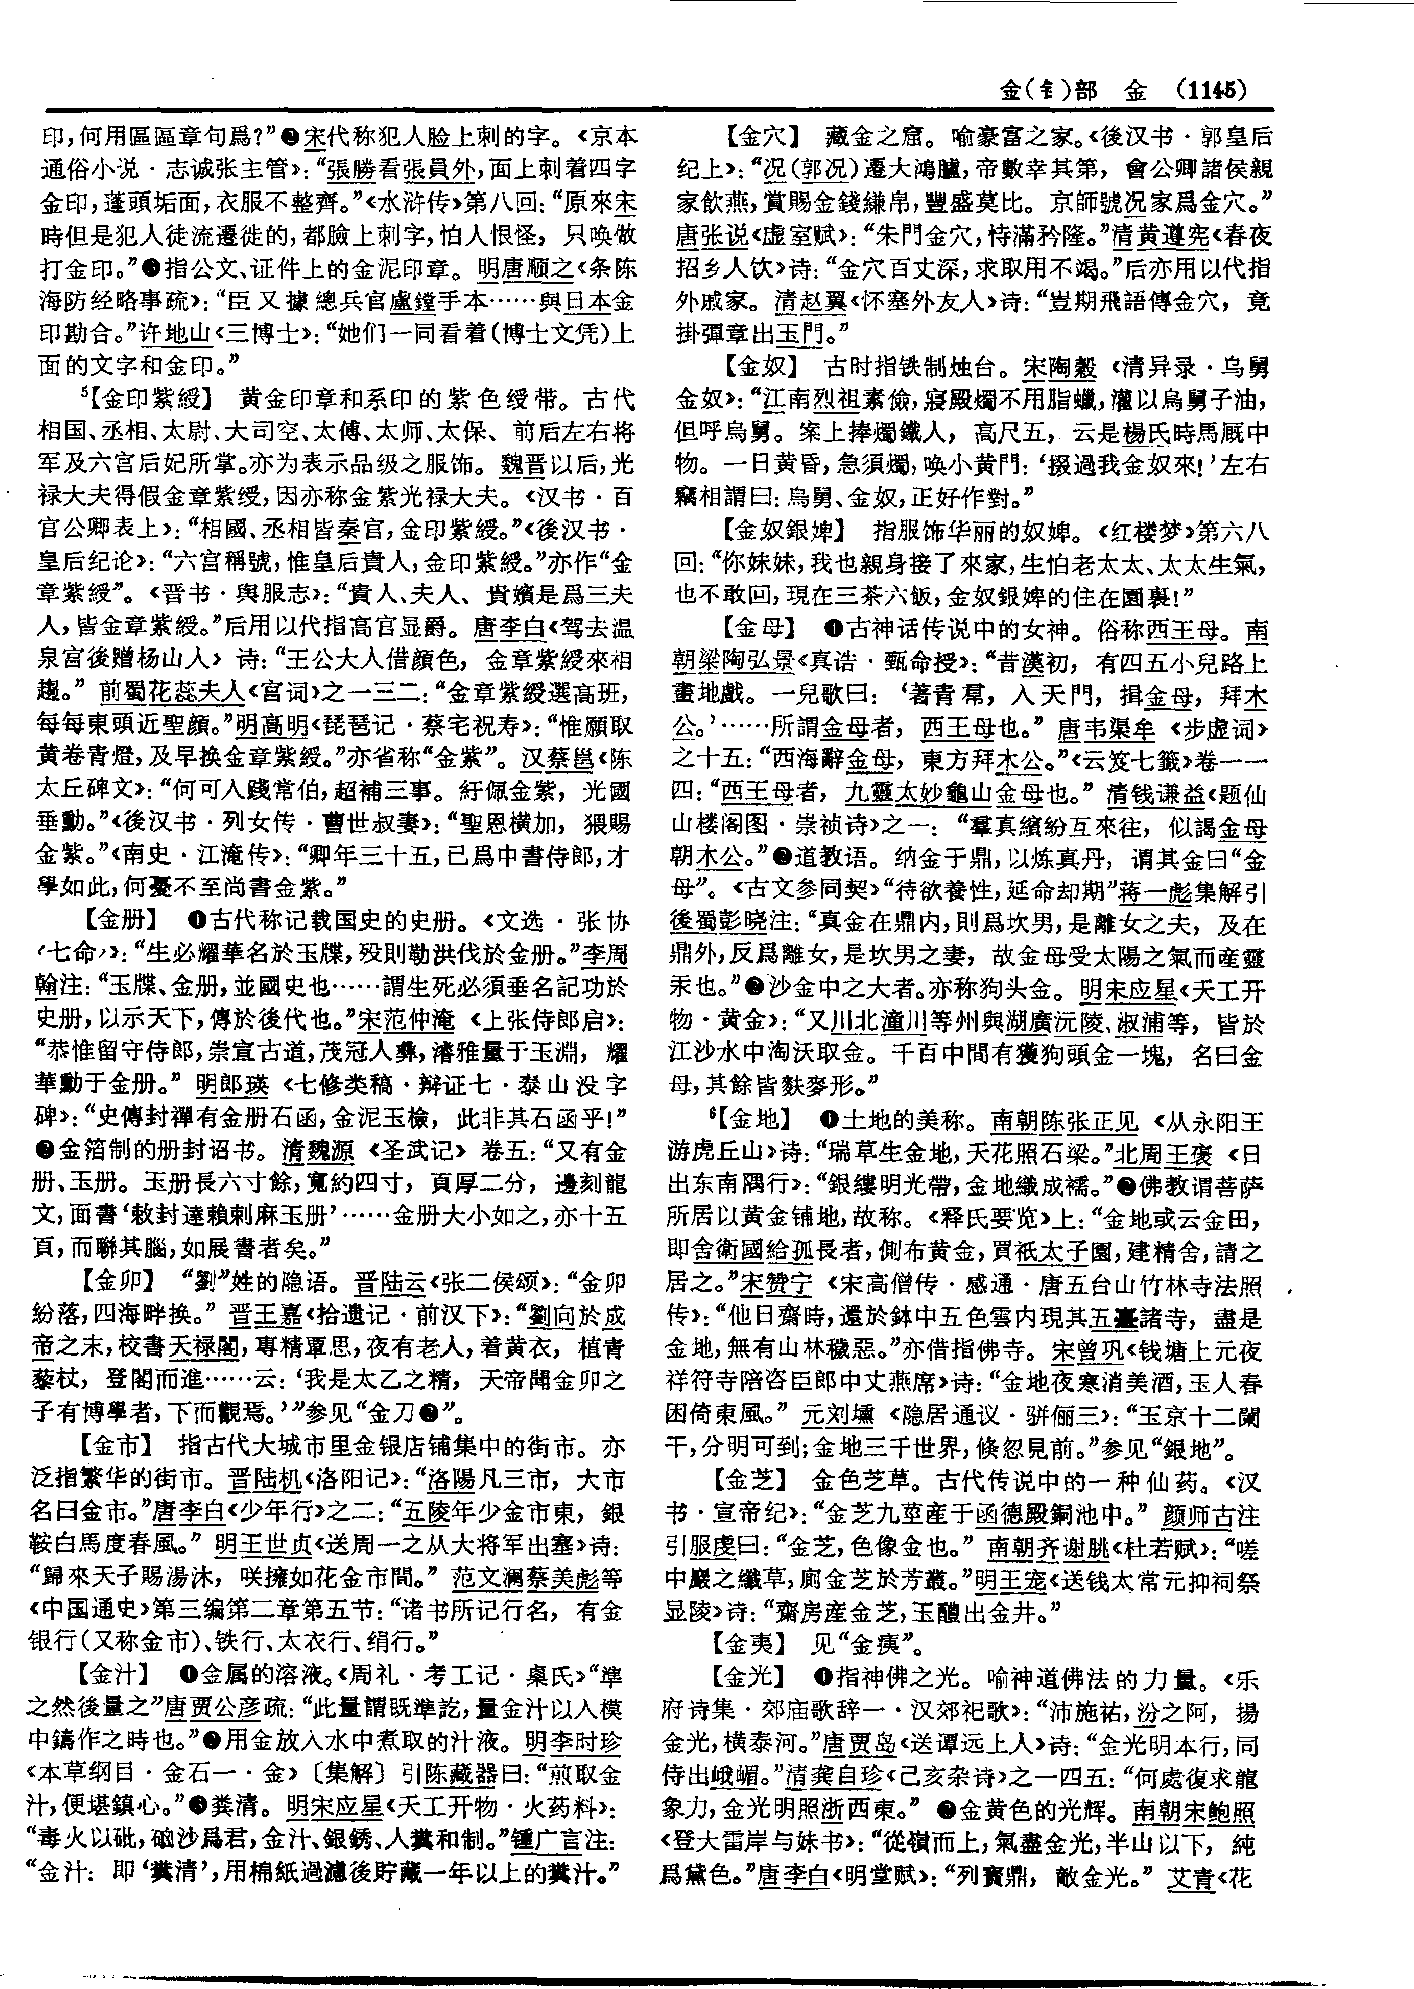 金(钅)部　金　(1145)
印,何用區區章句爲?”❷宋代称犯人脸上刺的字。《京本
通俗小说·志诚张主管》:“張勝看張員外,面上刺着四字
金印,蓬頭垢面,衣服不整齊。”《水浒传》第八回:“原來宋
時但是犯人徒流遷徙的,都臉上刺字,怕人恨怪，只唤做
打金印。”❸指公文、证件上的金泥印章。明唐顺之《条陈
海防经略事疏》:“臣又據總兵官盧鏜手本……與日本金
印勘合。”许地山《三博士》:“她们一同看着(博士文凭)上
面的文字和金印。”
⁵【金印紫綬】　黄金印章和系印的紫色绶带。古代
相国、丞相、太尉、大司空、太傅、太师、太保、前后左右将
军及六宫后妃所掌。亦为表示品级之服饰。魏晋以后,光
禄大夫得假金章紫绶,因亦称金紫光禄大夫。《汉书·百
官公卿表上》:“相國、丞相皆秦官,金印紫綬。”《後汉书·
皇后纪论》:“六宫稱號,惟皇后貴人,金印紫綬。”亦作“金
章紫綬”。《晋书·舆服志》:“貴人、夫人、貴嬪是爲三夫
人,皆金章紫綬。”后用以代指高官显爵。唐李白《驾去温
泉宫後赠杨山人》诗:“王公大人借顔色，金章紫綬來相
趨。”前蜀花蕊夫人《宫词》之一三二:“金章紫綬選高班,
每每東頭近聖顔。”明高明《琵琶记·蔡宅祝寿》:“惟願取
黄卷青燈,及早换金章紫綬。”亦省称“金紫”。汉蔡邕《陈
太丘碑文》:“何可入踐常伯,超補三事。紆佩金紫，光國
垂勳。”《後汉书·列女传·曹世叔妻》:“聖恩横加，猥賜
金紫。”《南史·江淹传》:“卿年三十五,已爲中書侍郎,才
學如此,何憂不至尚書金紫。”
【金册】　❶古代称记载国史的史册。《文选·张协
〈七命〉》:“生必耀華名於玉牒,殁則勒洪伐於金册。”李周
翰注:“玉牒、金册,並國史也……謂生死必須垂名記功於
史册,以示天下,傳於後代也。”宋范仲淹《上张侍郎启》:
“恭惟留守侍郎,崇宣古道,茂冠人彝,濬雅量于玉淵，耀
華勳于金册。”明郎瑛《七修类稿·辩证七·泰山没字
碑》:“史傳封禪有金册石函,金泥玉檢，此非其石函乎!”
❷金箔制的册封诏书。清魏源《圣武记》卷五:“又有金
册、玉册。玉册長六寸餘,寬約四寸，頁厚二分，邊刻龍
文,面書‘敕封達賴剌麻玉册’……金册大小如之,亦十五
頁,而聯其腦,如展書者矣。”
【金卯】　“劉”姓的隐语。晋陆云《张二侯颂》:“金卯
紛落,四海畔换。”晋王嘉《拾遗记·前汉下》:“劉向於成
帝之末,校書天禄閣,專精覃思,夜有老人,着黄衣，植青
藜杖，登閣而進……云:‘我是太乙之精，天帝聞金卯之
子有博學者,下而觀焉。’”参见“金刀❷”。
【金市】　指古代大城市里金银店铺集中的街市。亦
泛指繁华的街市。晋陆机《洛阳记》:“洛陽凡三市，大市
名曰金市。”唐李白《少年行》之二:“五陵年少金市東，銀
鞍白馬度春風。”明王世贞《送周一之从大将军出塞》诗:
“歸來天子賜湯沐，咲擁如花金市間。”范文澜蔡美彪等
《中国通史》第三编第二章第五节:“诸书所记行名，有金
银行(又称金市)、铁行、太衣行、绢行。”
【金汁】　❶金属的溶液。《周礼·考工记·㮚氏》“準
之然後量之”唐贾公彦疏:“此量謂既準訖,量金汁以入模
中鑄作之時也。”❷用金放入水中煮取的汁液。明李时珍
《本草纲目·金石一·金》〔集解〕引陈藏器曰:“煎取金
汁,便堪鎮心。”❸粪清。明宋应星《天工开物·火药料》:
“毒火以砒,硇沙爲君,金汁、銀銹、人糞和制。”锺广言注:
“金汁：即‘糞清’,用棉紙過濾後貯藏一年以上的糞汁。”
【金穴】　藏金之窟。喻豪富之家。《後汉书·郭皇后
纪上》:“况(郭况)遷大鴻臚,帝數幸其第，會公卿諸侯親
家飲燕,賞賜金錢縑帛,豐盛莫比。京師號况家爲金穴。”
唐张说《虚室赋》:“朱門金穴,恃滿矜隆。”清黄遵宪《春夜
招乡人饮》诗:“金穴百丈深,求取用不竭。”后亦用以代指
外戚家。清赵翼《怀塞外友人》诗:“豈期飛語傳金穴，竟
掛彈章出玉門。”
【金奴】　古时指铁制烛台。宋陶穀《清异录·乌舅
金奴》:“江南烈祖素儉,寢殿燭不用脂蠟,灌以烏舅子油,
但呼烏舅。案上捧燭鐵人，高尺五，云是楊氏時馬厩中
物。一日黄昏,急須燭,唤小黄門:‘掇過我金奴來!’左右
竊相謂曰:烏舅、金奴,正好作對。”
【金奴銀婢】　指服饰华丽的奴婢。《红楼梦》第六八
回:“你妹妹,我也親身接了來家,生怕老太太、太太生氣,
也不敢回,現在三茶六飯,金奴銀婢的住在園裏!”
【金母】　❶古神话传说中的女神。俗称西王母。南
朝梁陶弘景《真诰·甄命授》:“昔漢初，有四五小兒路上
畫地戲。一兒歌曰：‘著青帬，入天門，揖金母，拜木
公。’……所謂金母者，西王母也。”唐韦渠牟《步虚词》
之十五:“西海辭金母，東方拜木公。”《云笈七籤》卷一一
四:“西王母者，九靈太妙龜山金母也。”清钱谦益《题仙
山楼阁图·崇祯诗》之一：“羣真繽紛互來往，似謁金母
朝木公。”❷道教语。纳金于鼎,以炼真丹，谓其金曰“金
母”。《古文参同契》“待欲養性,延命却期”蒋一彪集解引
後蜀彭晓注:“真金在鼎内,則爲坎男,是離女之夫，及在
鼎外,反爲離女,是坎男之妻，故金母受太陽之氣而産靈
汞也。”❸沙金中之大者。亦称狗头金。明宋应星《天工开
物·黄金》:“又川北潼川等州與湖廣沅陵、溆浦等，皆於
江沙水中淘沃取金。千百中間有獲狗頭金一塊，名曰金
母,其餘皆麩麥形。”
⁶【金地】　❶土地的美称。南朝陈张正见《从永阳王
游虎丘山》诗:“瑞草生金地,天花照石梁。”北周王褒《日
出东南隅行》:“銀縷明光帶,金地織成襦。”❷佛教谓菩萨
所居以黄金铺地,故称。《释氏要览》上:“金地或云金田,
即舍衛國給孤長者,側布黄金,買祇太子園,建精舍,請之
居之。”宋赞宁《宋高僧传·感通·唐五台山竹林寺法照
传》:“他日齋時,還於鉢中五色雲内現其五臺諸寺，盡是
金地,無有山林穢惡。”亦借指佛寺。宋曾巩《钱塘上元夜
祥符寺陪咨臣郎中丈燕席》诗:“金地夜寒消美酒,玉人春
困倚東風。”元刘壎《隐居通议·骈俪三》:“玉京十二闌
干,分明可到;金地三千世界,倏忽見前。”参见“銀地”。
【金芝】　金色芝草。古代传说中的一种仙药。《汉
书·宣帝纪》:“金芝九莖産于函德殿銅池中。”颜师古注
引服虔曰:“金芝,色像金也。”南朝齐谢朓《杜若赋》:“嗟
中巖之纖草,厠金芝於芳叢。”明王宠《送钱太常元抑祠祭
显陵》诗:“齋房産金芝,玉醴出金井。”
【金夷】　见“金痍”。
【金光】　❶指神佛之光。喻神道佛法的力量。《乐
府诗集·郊庙歌辞一·汉郊祀歌》:“沛施祐,汾之阿，揚
金光,横泰河。”唐贾岛《送谭远上人》诗:“金光明本行,同
侍出峨嵋。”清龚自珍《己亥杂诗》之一四五:“何處復求龍
象力,金光明照浙西東。”❷金黄色的光辉。南朝宋鲍照
《登大雷岸与妹书》:“從嶺而上,氣盡金光,半山以下，純
爲黛色。”唐李白《明堂赋》:“列寶鼎，敵金光。”艾青《花